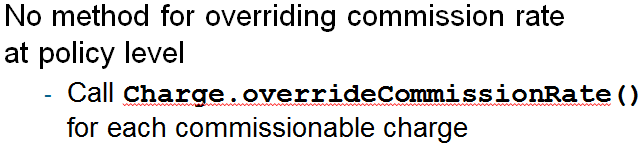 No method for overriding commission rate
at policy level
- Call Charge.overrideCommissionRate()
for each commissionable charge